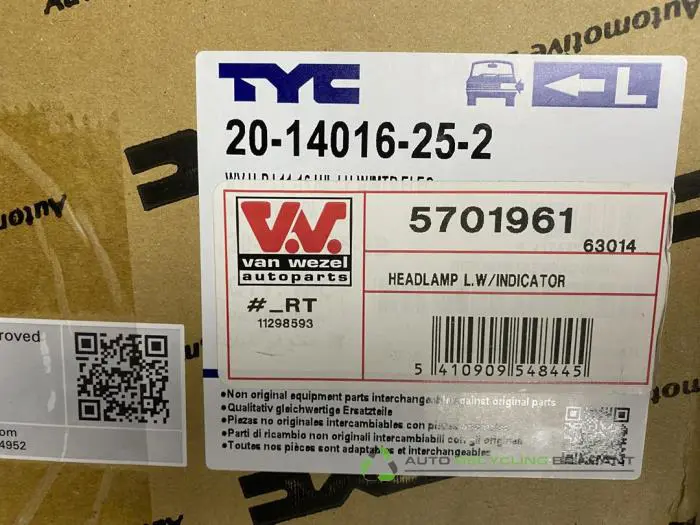 Automotive
TYC
L
20-14016-25-2
V.W.
van wezel
autoparts
#_RT
11298593
5701961
63014
HEADLAMP L.W/INDICATOR
5 410909 548445
roved
om
4952
•Non original equipment parts interchangeable against original parts
•Qualitativ gleichwertige Ersatzteile
•Piezas no originales intercambiables con piezas
•Parti di ricambio non originali intercambiabili con gli originali
•Toutes nos pièces sont adaptables et interchangeables
AUTO RECYCLING BRABANT